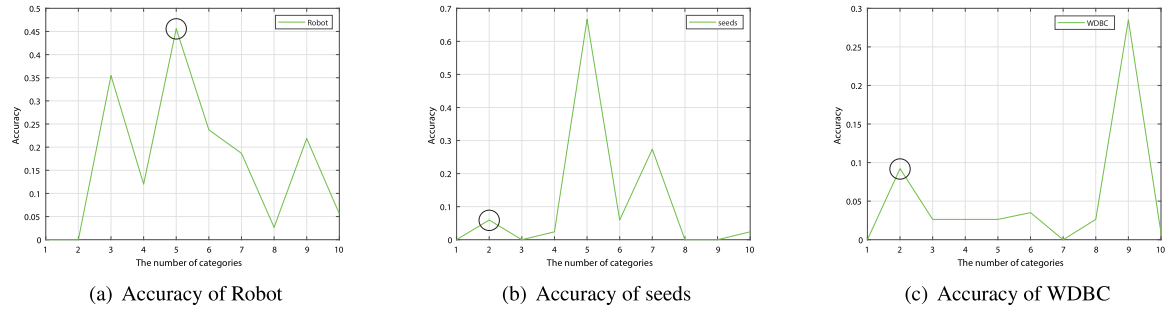 Robot
0.5
0.45
0.4
0.35
0.3
0.25
0.2
0.15
0.1
0.05
0
Accuracy
1 2 3 4 5 6 7 8 9 10
The number of categories
(a) Accuracy of Robot
seeds
0.7
0.6
0.5
0.4
0.3
0.2
0.1
0
Accuracy
1 2 3 4 5 6 7 8 9 10
The number of categories
(b) Accuracy of seeds
WDBC
0.3
0.25
0.2
0.15
0.1
0.05
0
Accuracy
1 2 3 4 5 6 7 8 9 10
The number of categories
(c) Accuracy of WDBC